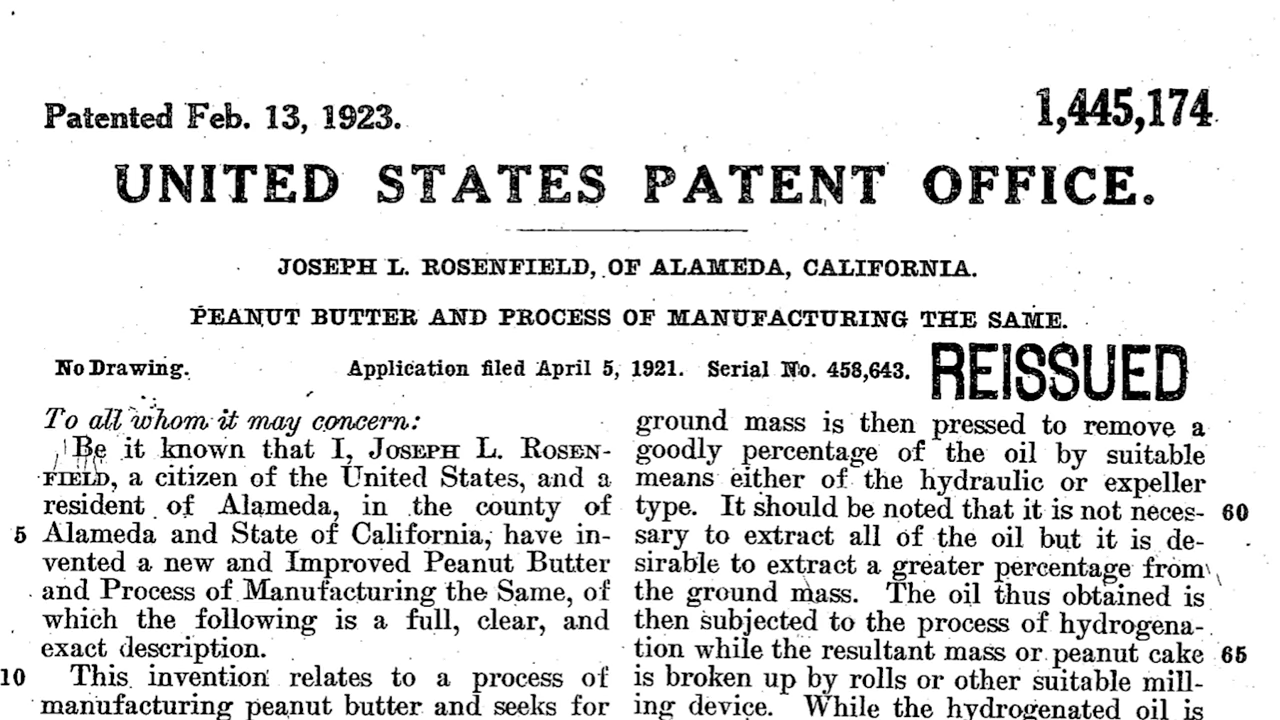 Patented Feb. 13, 1923.
1,445,174
UNITED STATES PATENT OFFICE.
JOSEPH L. ROSENFIELD, OF ALAMEDA, CALIFORNIA.
PEANUT BUTTER AND PROCESS OF MANUFACTURING THE SAME.
No Drawing. Application filed April 5, 1921. Serial No. 458,643.
REISSUED
To all whom it may concern:
Be it known that I, JOSEPH L. ROSEN-
FIELD, a citizen of the United States, and a
resident of Alameda, in the county of
5 Alameda and State of California, have in-
vented a new and Improved Peanut Butter
and Process of Manufacturing the Same, of
which the following is a full, clear, and
exact description.
10 This invention relates to a process of
manufacturing peanut butter and seeks for
ground mass is then pressed to remove a
goodly percentage of the oil by suitable
means either of the hydraulic or expeller
type. It should be noted that it is not neces- 60
sary to extract all of the oil but it is de-
sirable to extract a greater percentage from
the ground mass. The oil thus obtained is
then subjected to the process of hydrogena-
tion while the resultant mass or peanut cake 65
is broken up by rolls or other suitable mill-
ing device. While the hydrogenated oil is